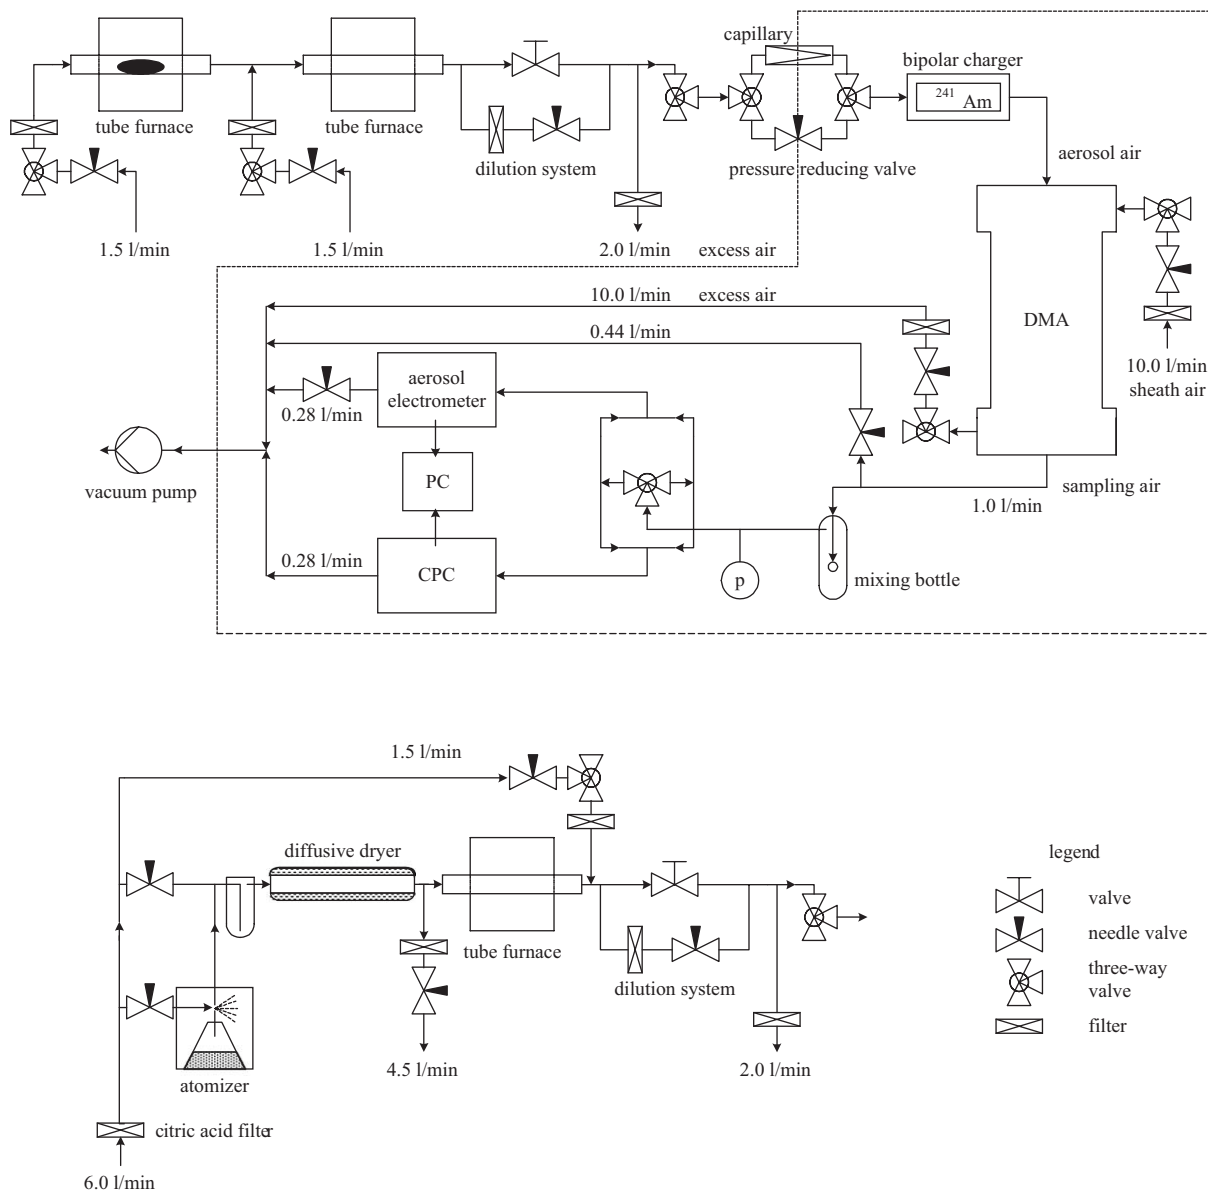 capillary
bipolar charger
241
Am
tube furnace
tube furnace
dilution system
pressure reducing valve
aerosol air
1.5 l/min
1.5 l/min
2.0 l/min
excess air
10.0 l/min
excess air
0.44 l/min
DMA
10.0 l/min
sheath air
aerosol
electrometer
0.28 l/min
vacuum pump
PC
sampling air
1.0 l/min
0.28 l/min
CPC
p
mixing bottle
1.5 l/min
diffusive dryer
legend
valve
tube furnace
needle valve
dilution system
three-way
valve
filter
4.5 l/min
2.0 l/min
atomizer
citric acid filter
6.0 l/min